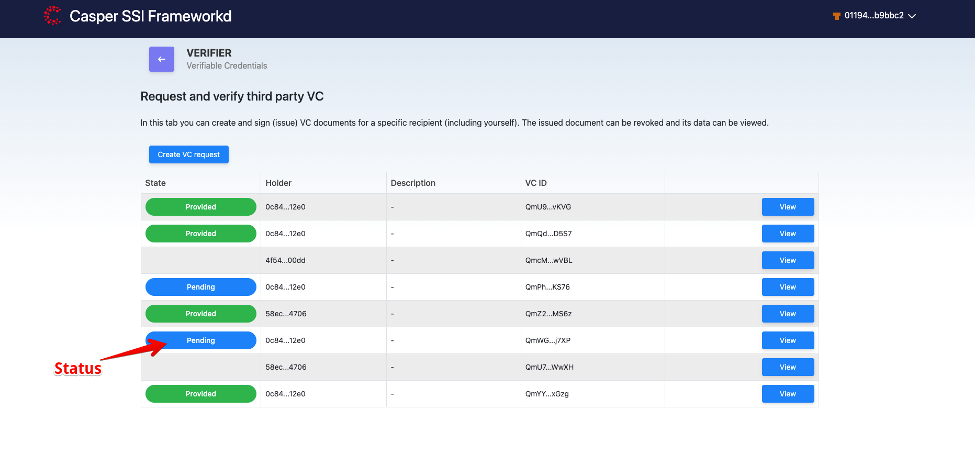 Casper SSI Frameworkd
01194...b9bbc2
VERIFIER
Verifiable Credentials
Request and verify third party VC
In this tab you can create and sign (issue) VC documents for a specific recipient (including yourself). The issued document can be revoked and its data can be viewed.
Create VC request
State Holder Description VC ID
Provided 0c84...12e0 - QmU9...vKVG View
Provided 0c84...12e0 - QmQd...D5S7 View
4f54...00dd - QmcM...wVBL View
Pending 0c84...12e0 - QmPh...KS76 View
Provided 58ec...4706 - QmZ2...MS6z View
Pending 0c84...12e0 - QmWG...j7XP View
Status
58ec...4706 - QmU7...WwXH View
Provided 0c84...12e0 - QmYY...xGzg View